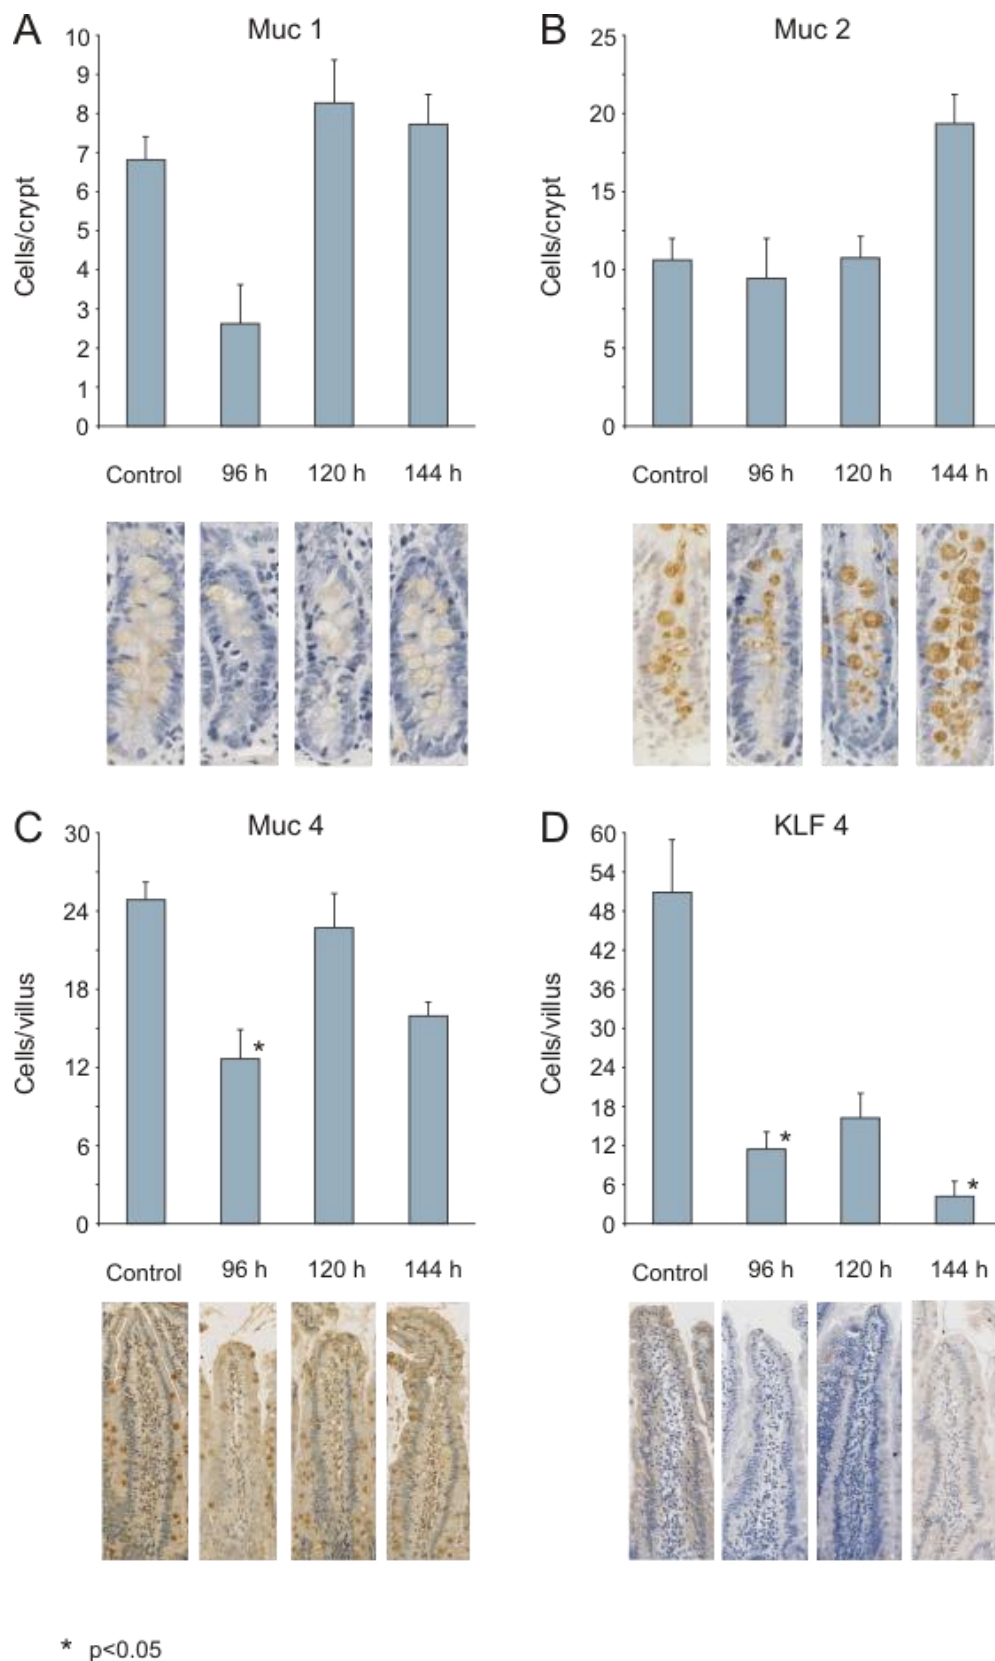 A Muc 1
10
9
8
7
6
5
4
3
2
1
0
Cells/crypt
Control 96 h 120 h 144 h
B Muc 2
25
20
15
10
5
0
Cells/crypt
Control 96 h 120 h 144 h
C Muc 4
30
24
18
12
6
0
Cells/villus
*
Control 96 h 120 h 144 h
D KLF 4
60
54
48
42
36
30
24
18
12
6
0
Cells/villus
* *
Control 96 h 120 h 144 h
* p<0.05